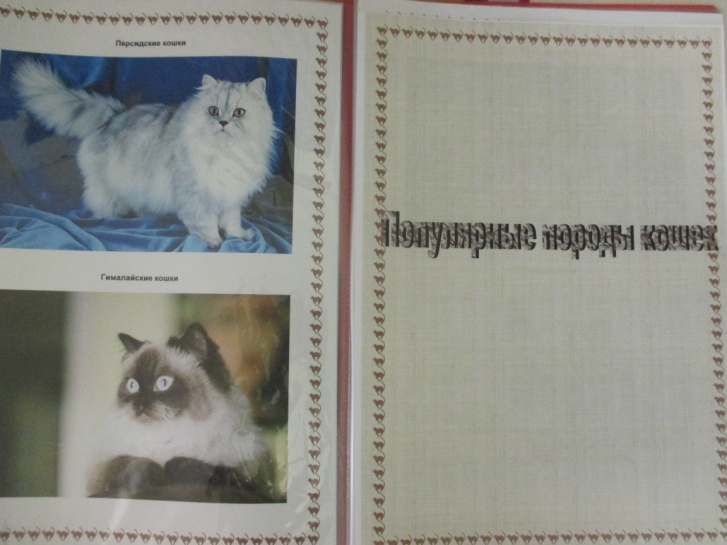 Персидские кошки
Гималайские кошки
Популярные породы кошек